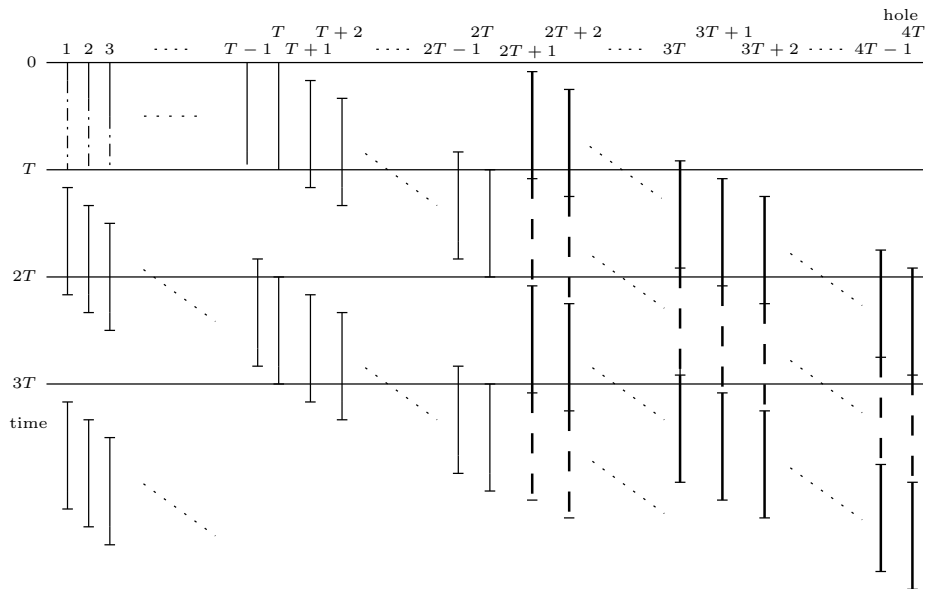 hole
T T + 2 2T 2T + 2 3T + 1 4T
1 2 3 ···· T − 1 T + 1 ···· 2T − 1 2T + 1 ···· 3T 3T + 2 ····· 4T − 1
0
T
2T
3T
time